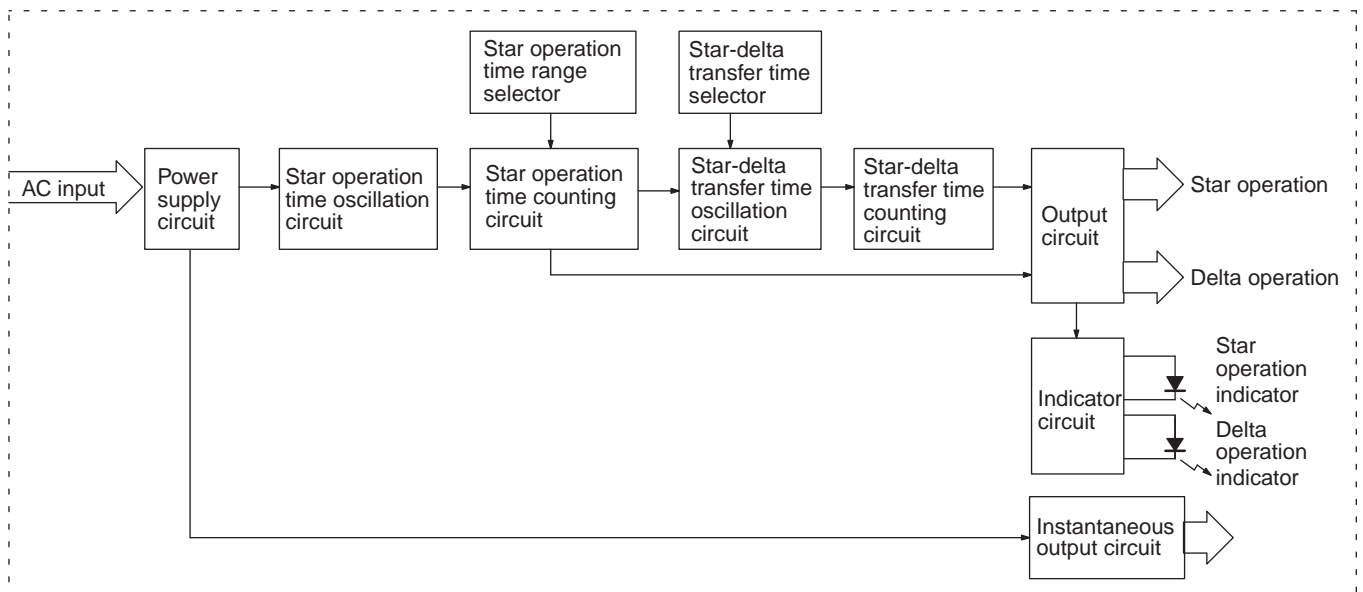 Star operation
time range
selector
Star-delta
transfer time
selector
AC input
Power
supply
circuit
Star operation
time oscillation
circuit
Star operation
time counting
circuit
Star-delta
transfer time
oscillation
circuit
Star-delta
transfer time
counting
circuit
Output
circuit
Star operation
Delta operation
Indicator
circuit
Star
operation
indicator
Delta
operation
indicator
Instantaneous
output circuit